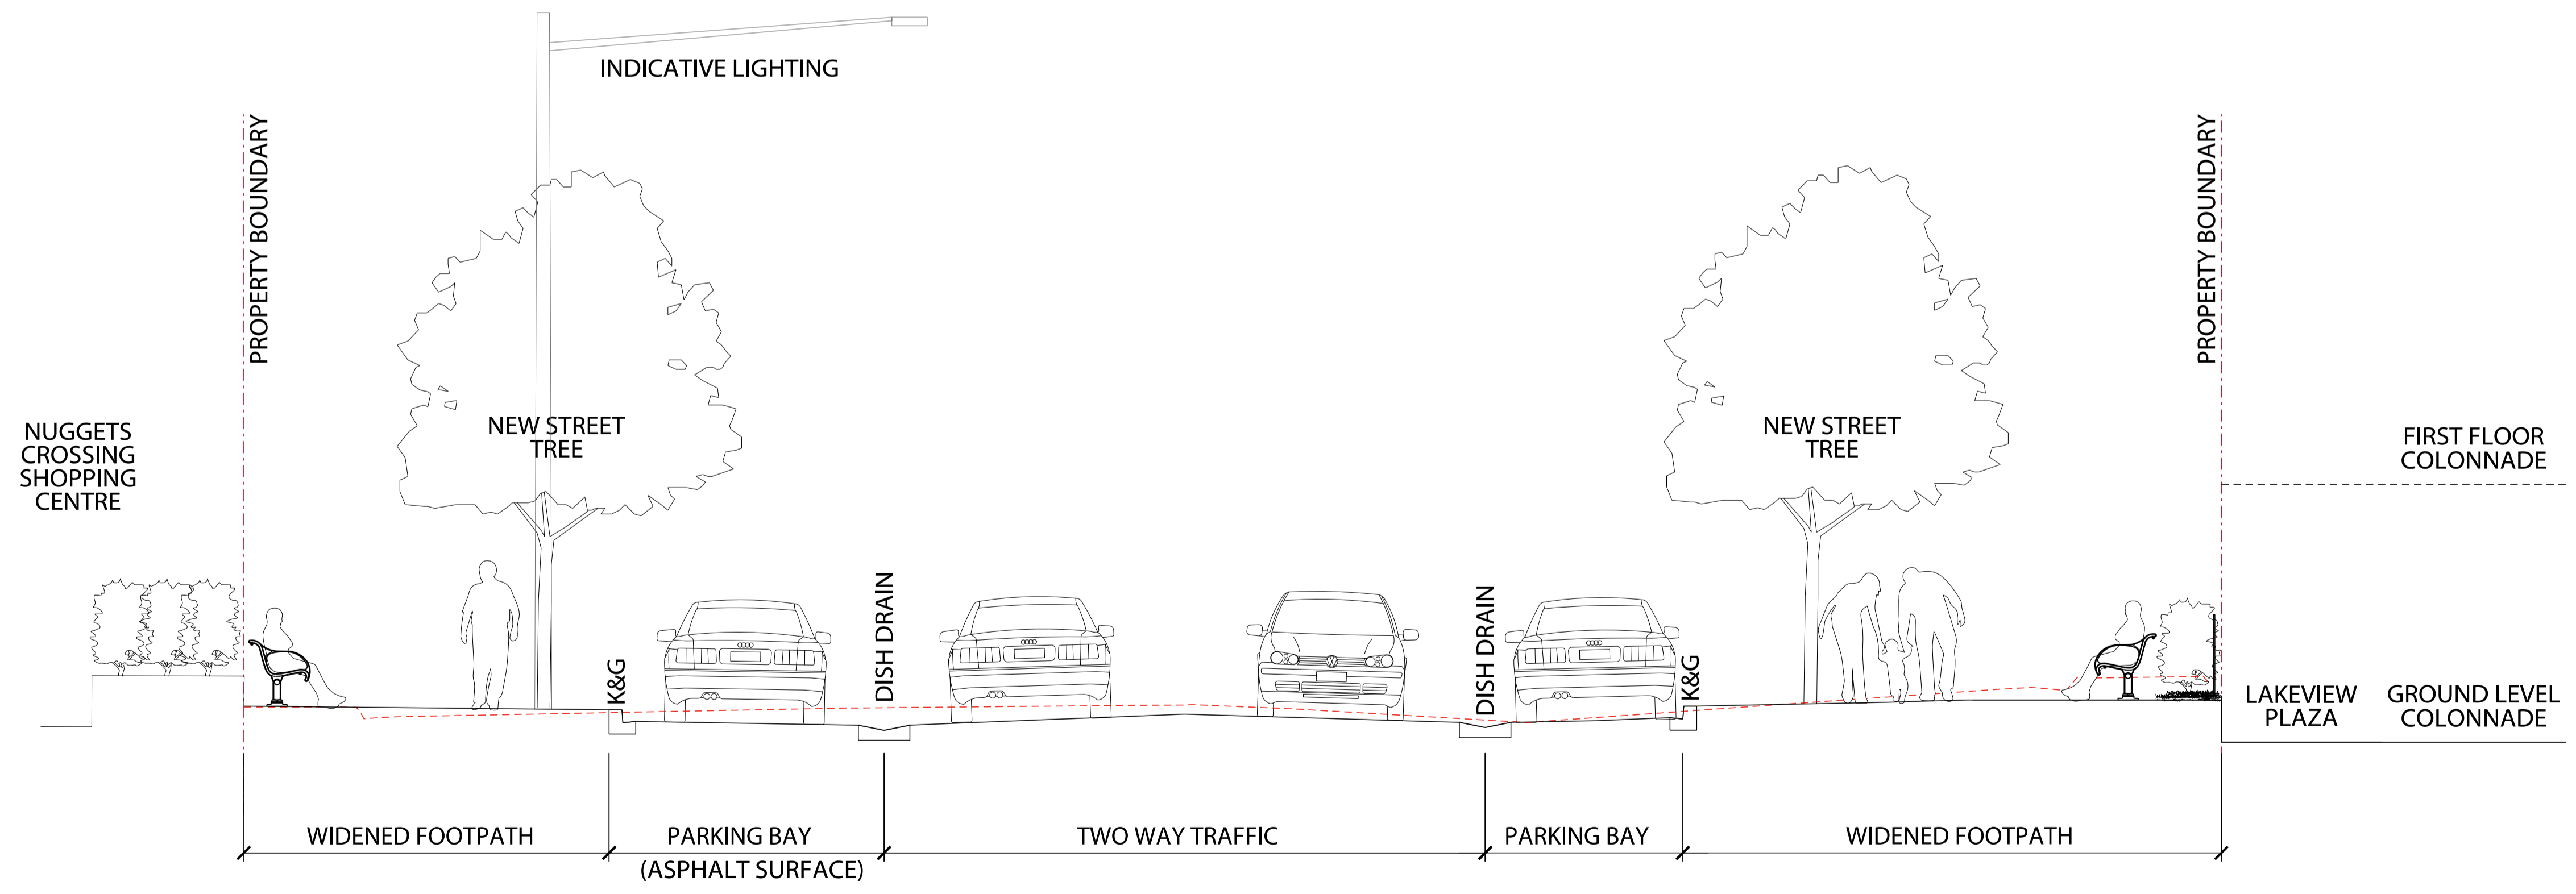 INDICATIVE LIGHTING
PROPERTY BOUNDARY
PROPERTY BOUNDARY
NUGGETS
CROSSING
SHOPPING
CENTRE
NEW STREET
TREE
NEW STREET
TREE
FIRST FLOOR
COLONNADE
K&G
DISH DRAIN
DISH DRAIN
K&G
LAKEVIEW
PLAZA
GROUND LEVEL
COLONNADE
WIDENED FOOTPATH
PARKING BAY
(ASPHALT SURFACE)
TWO WAY TRAFFIC
PARKING BAY
WIDENED FOOTPATH